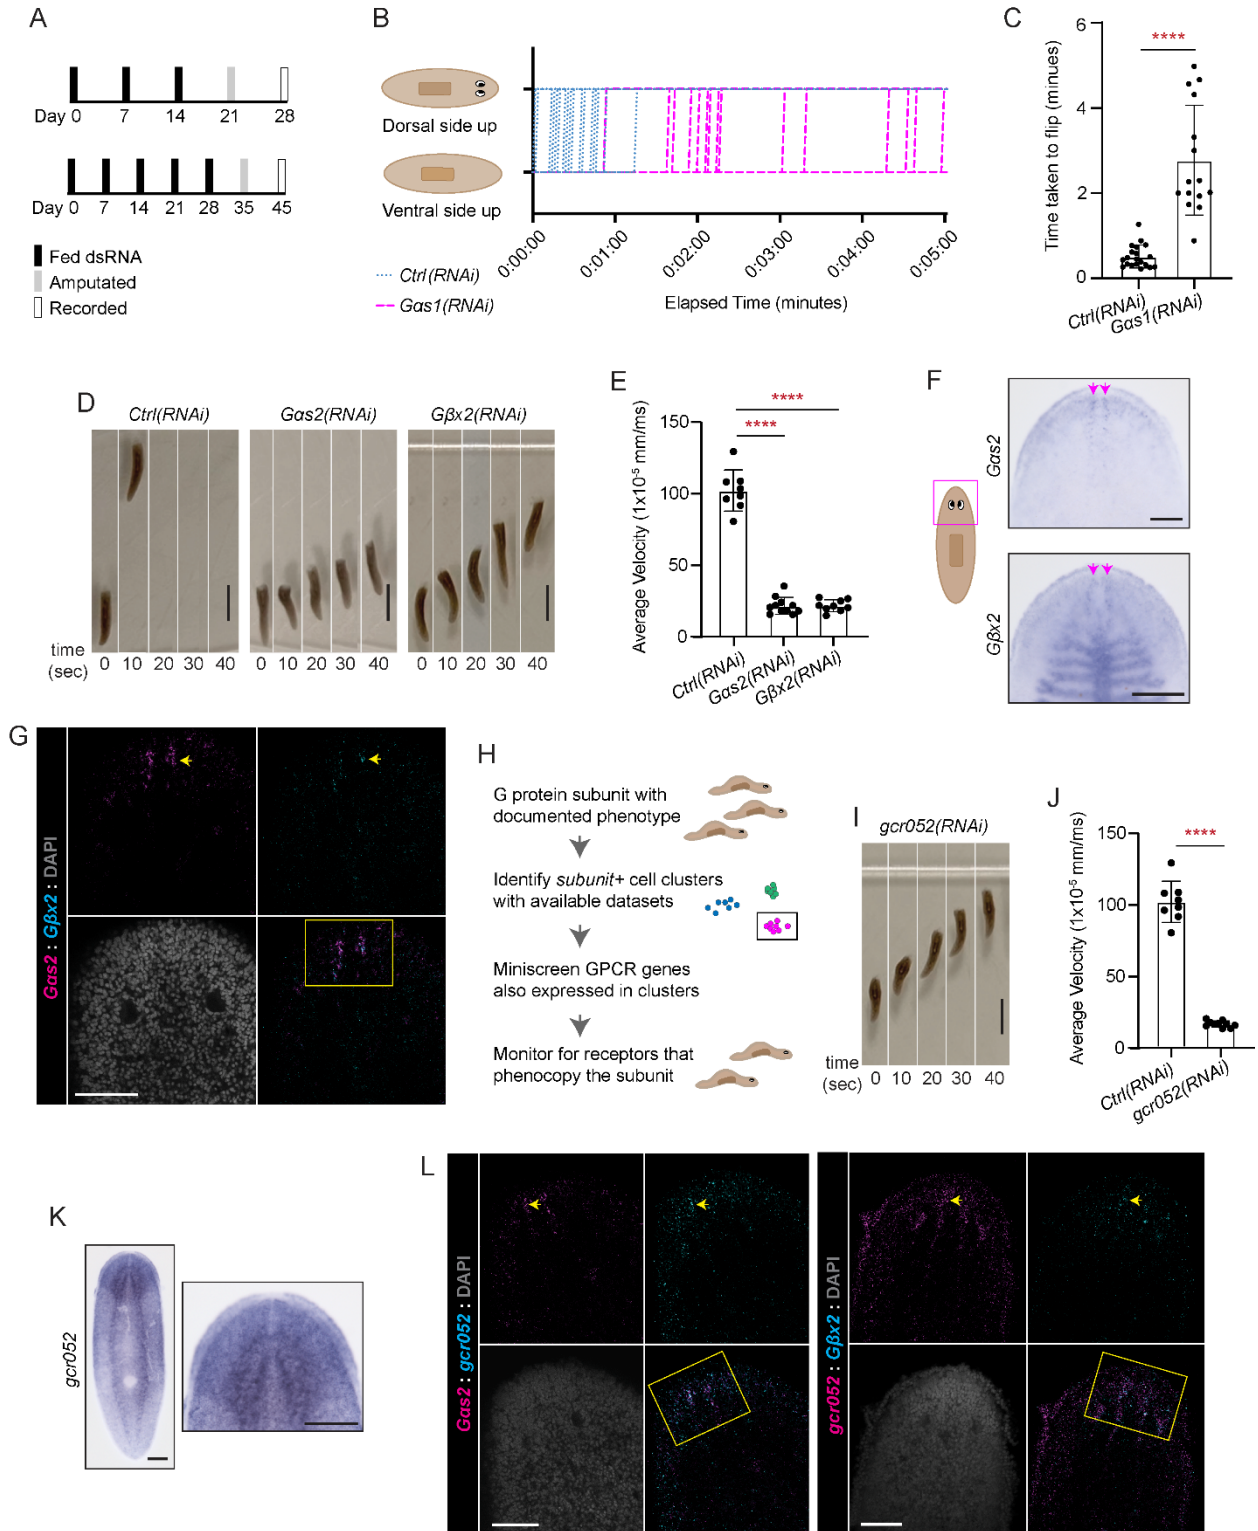 A
Day 0 7 14 21 28
Day 0 7 14 21 28 35 45
Fed dsRNA
Amputated
Recorded
B
Dorsal side up
Ventral side up
0:00:00 0:01:00 0:02:00 0:03:00 0:04:00 0:05:00
Elapsed Time (minutes)
Ctrl(RNAi)
Gαs1(RNAi)
C
Time taken to flip (minues)
6
4
2
0
****
Ctrl(RNAi)
Gαs1(RNAi)
D
Ctrl(RNAi) Gαs2(RNAi) Gβx2(RNAi)
time
(sec)
0 10 20 30 40 0 10 20 30 40 0 10 20 30 40
E
Average Velocity (1x10⁻⁵ mm/ms)
150
100
50
0
****
****
Ctrl(RNAi)
Gαs2(RNAi)
Gβx2(RNAi)
F
Gαs2
Gβx2
G
Gαs2 : Gβx2 : DAPI
H
G protein subunit with
documented phenotype
Identify subunit+ cell clusters
with available datasets
Miniscreen GPCR genes
also expressed in clusters
Monitor for receptors that
phenocopy the subunit
I
gcr052(RNAi)
time
(sec)
0 10 20 30 40
J
Average Velocity (1x10⁻⁵ mm/ms)
150
100
50
0
****
Ctrl(RNAi)
gcr052(RNAi)
K
gcr052
L
Gαs2 : gcr052 : DAPI
gcr052 : Gβx2 : DAPI